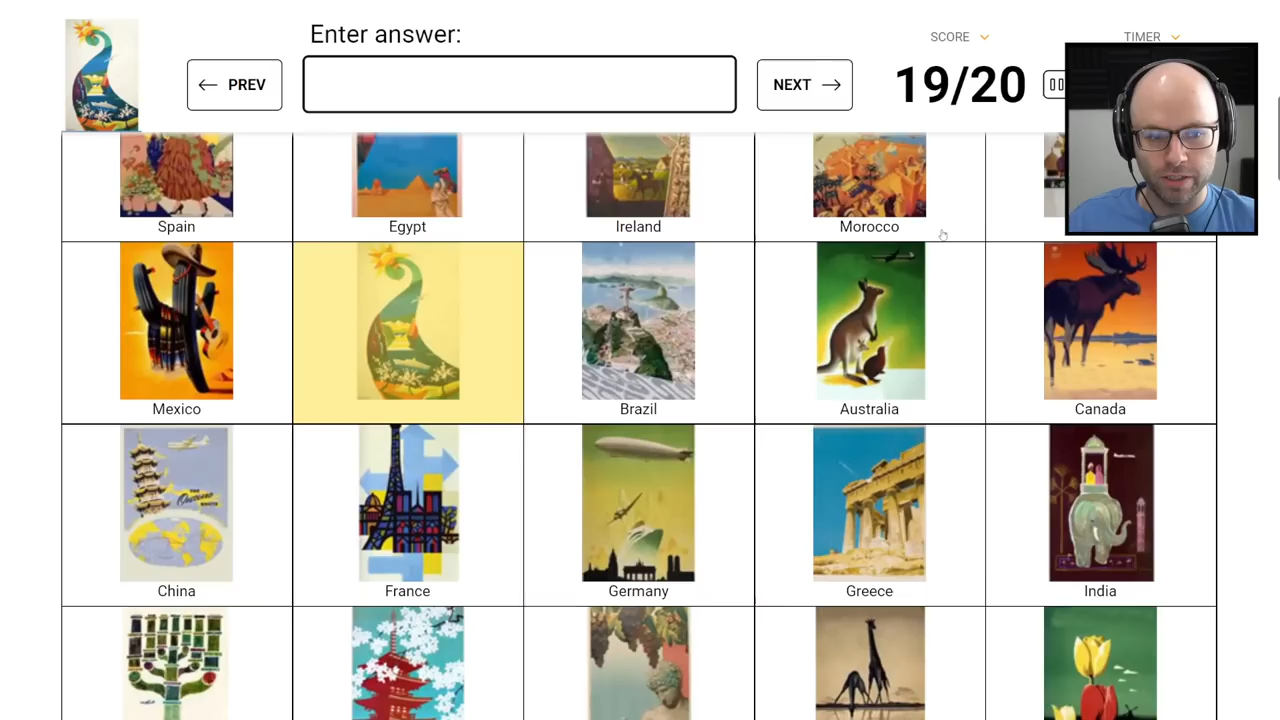 Enter answer:
SCORE
TIMER
PREV
NEXT
19/20
Spain
Egypt
Ireland
Morocco
Mexico
Brazil
Australia
Canada
China
France
Germany
Greece
India